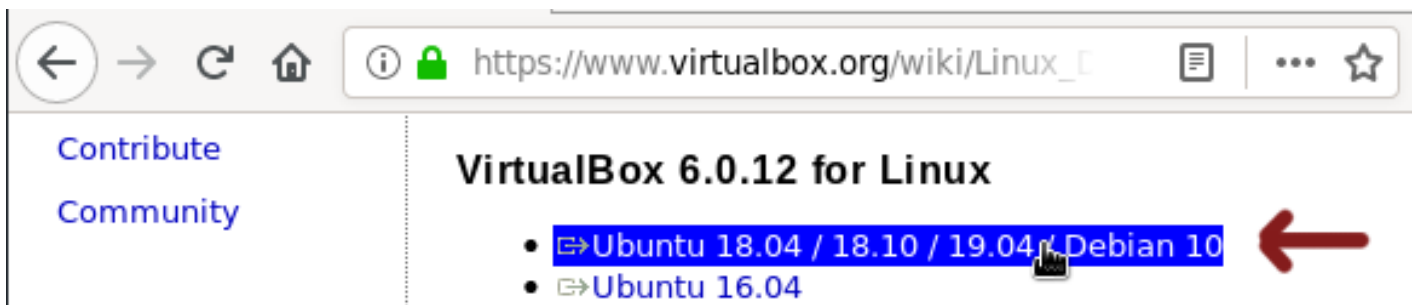 https://www.virtualbox.org/wiki/Linux_
Contribute
Community
VirtualBox 6.0.12 for Linux
Ubuntu 18.04 / 18.10 / 19.04 / Debian 10
Ubuntu 16.04